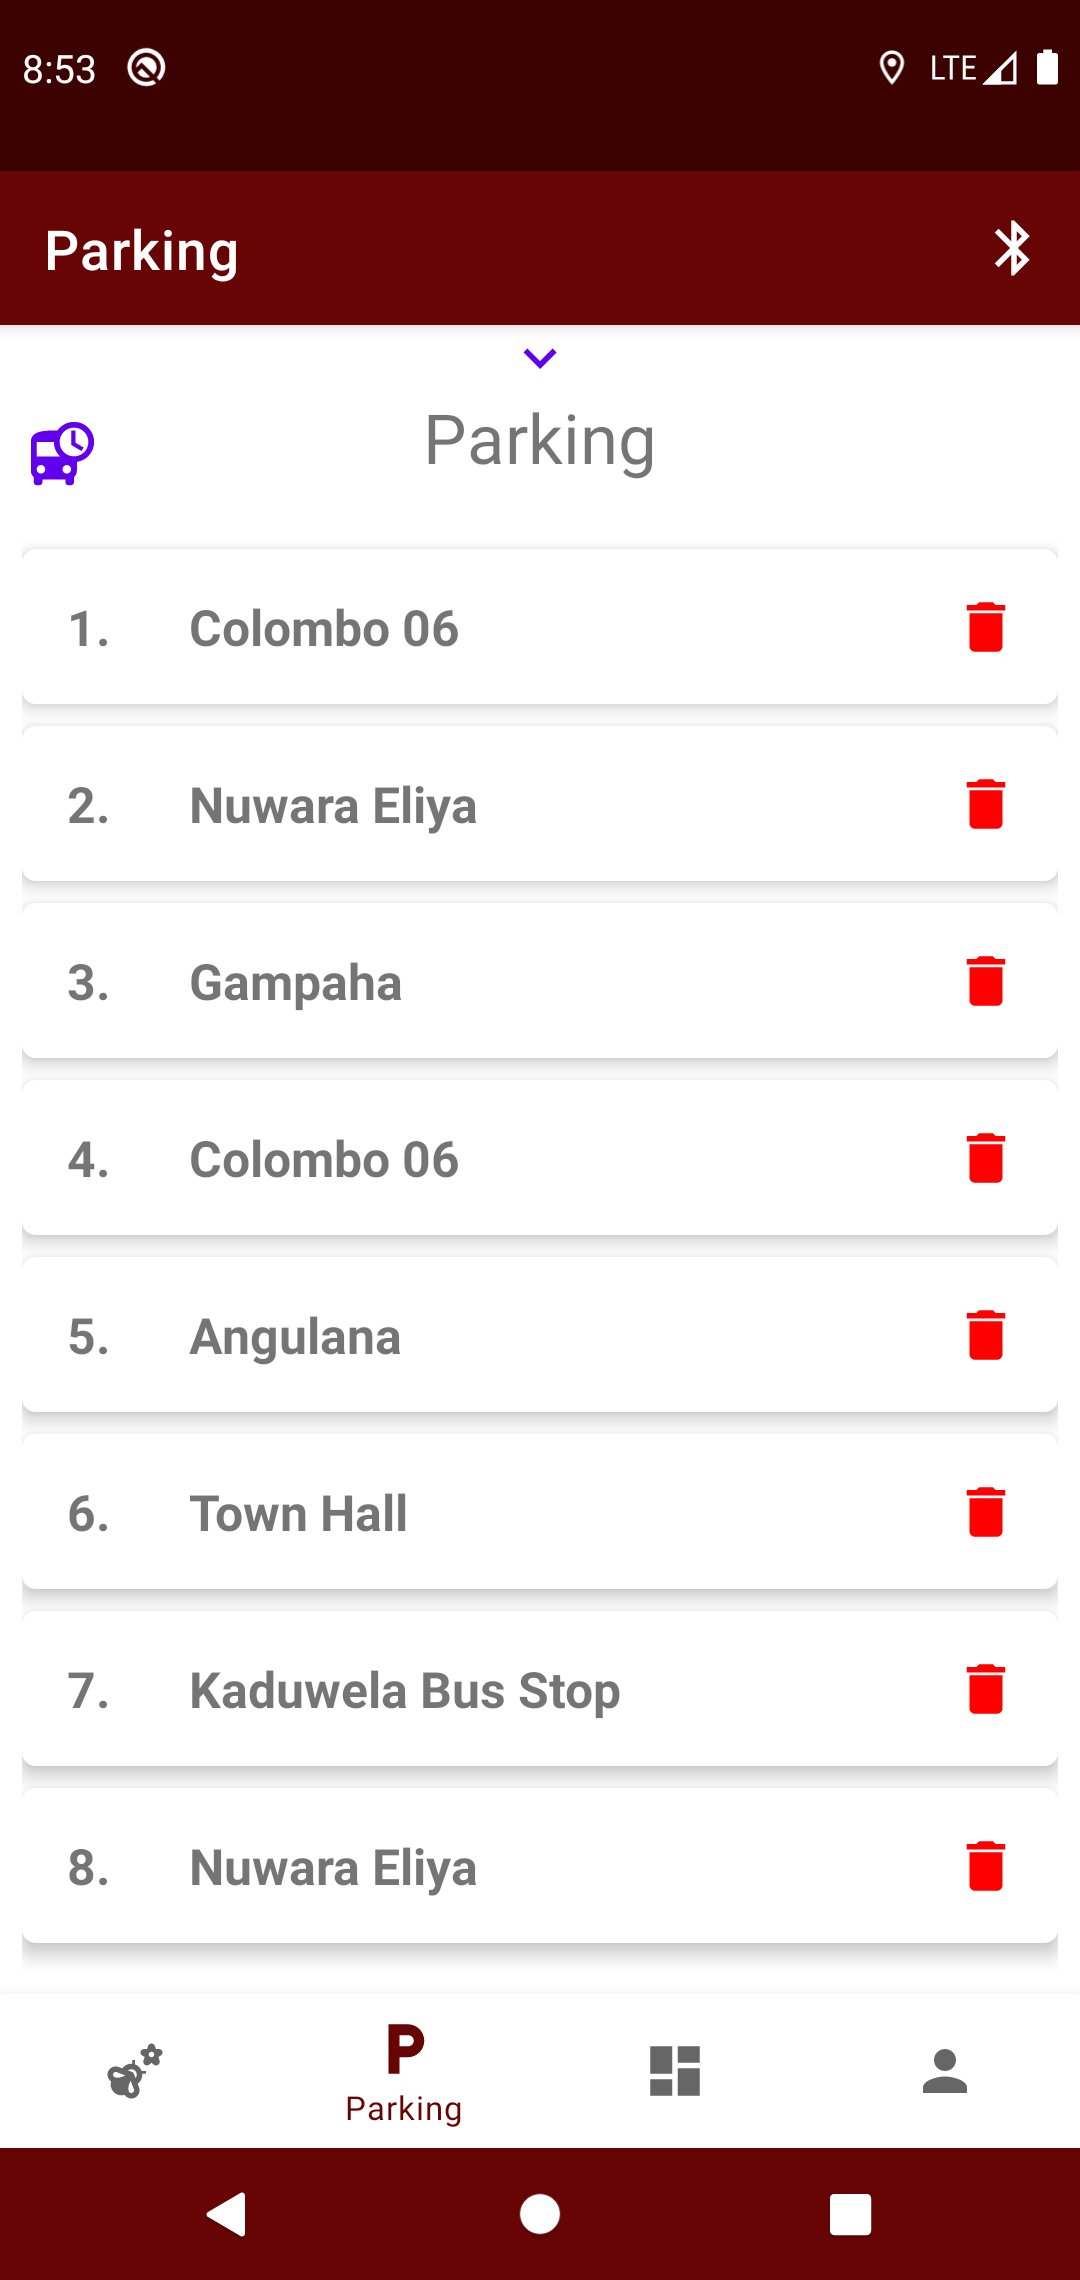 8:53 LTE
Parking
Parking
1. Colombo 06
2. Nuwara Eliya
3. Gampaha
4. Colombo 06
5. Angulana
6. Town Hall
7. Kaduwela Bus Stop
8. Nuwara Eliya
P
Parking